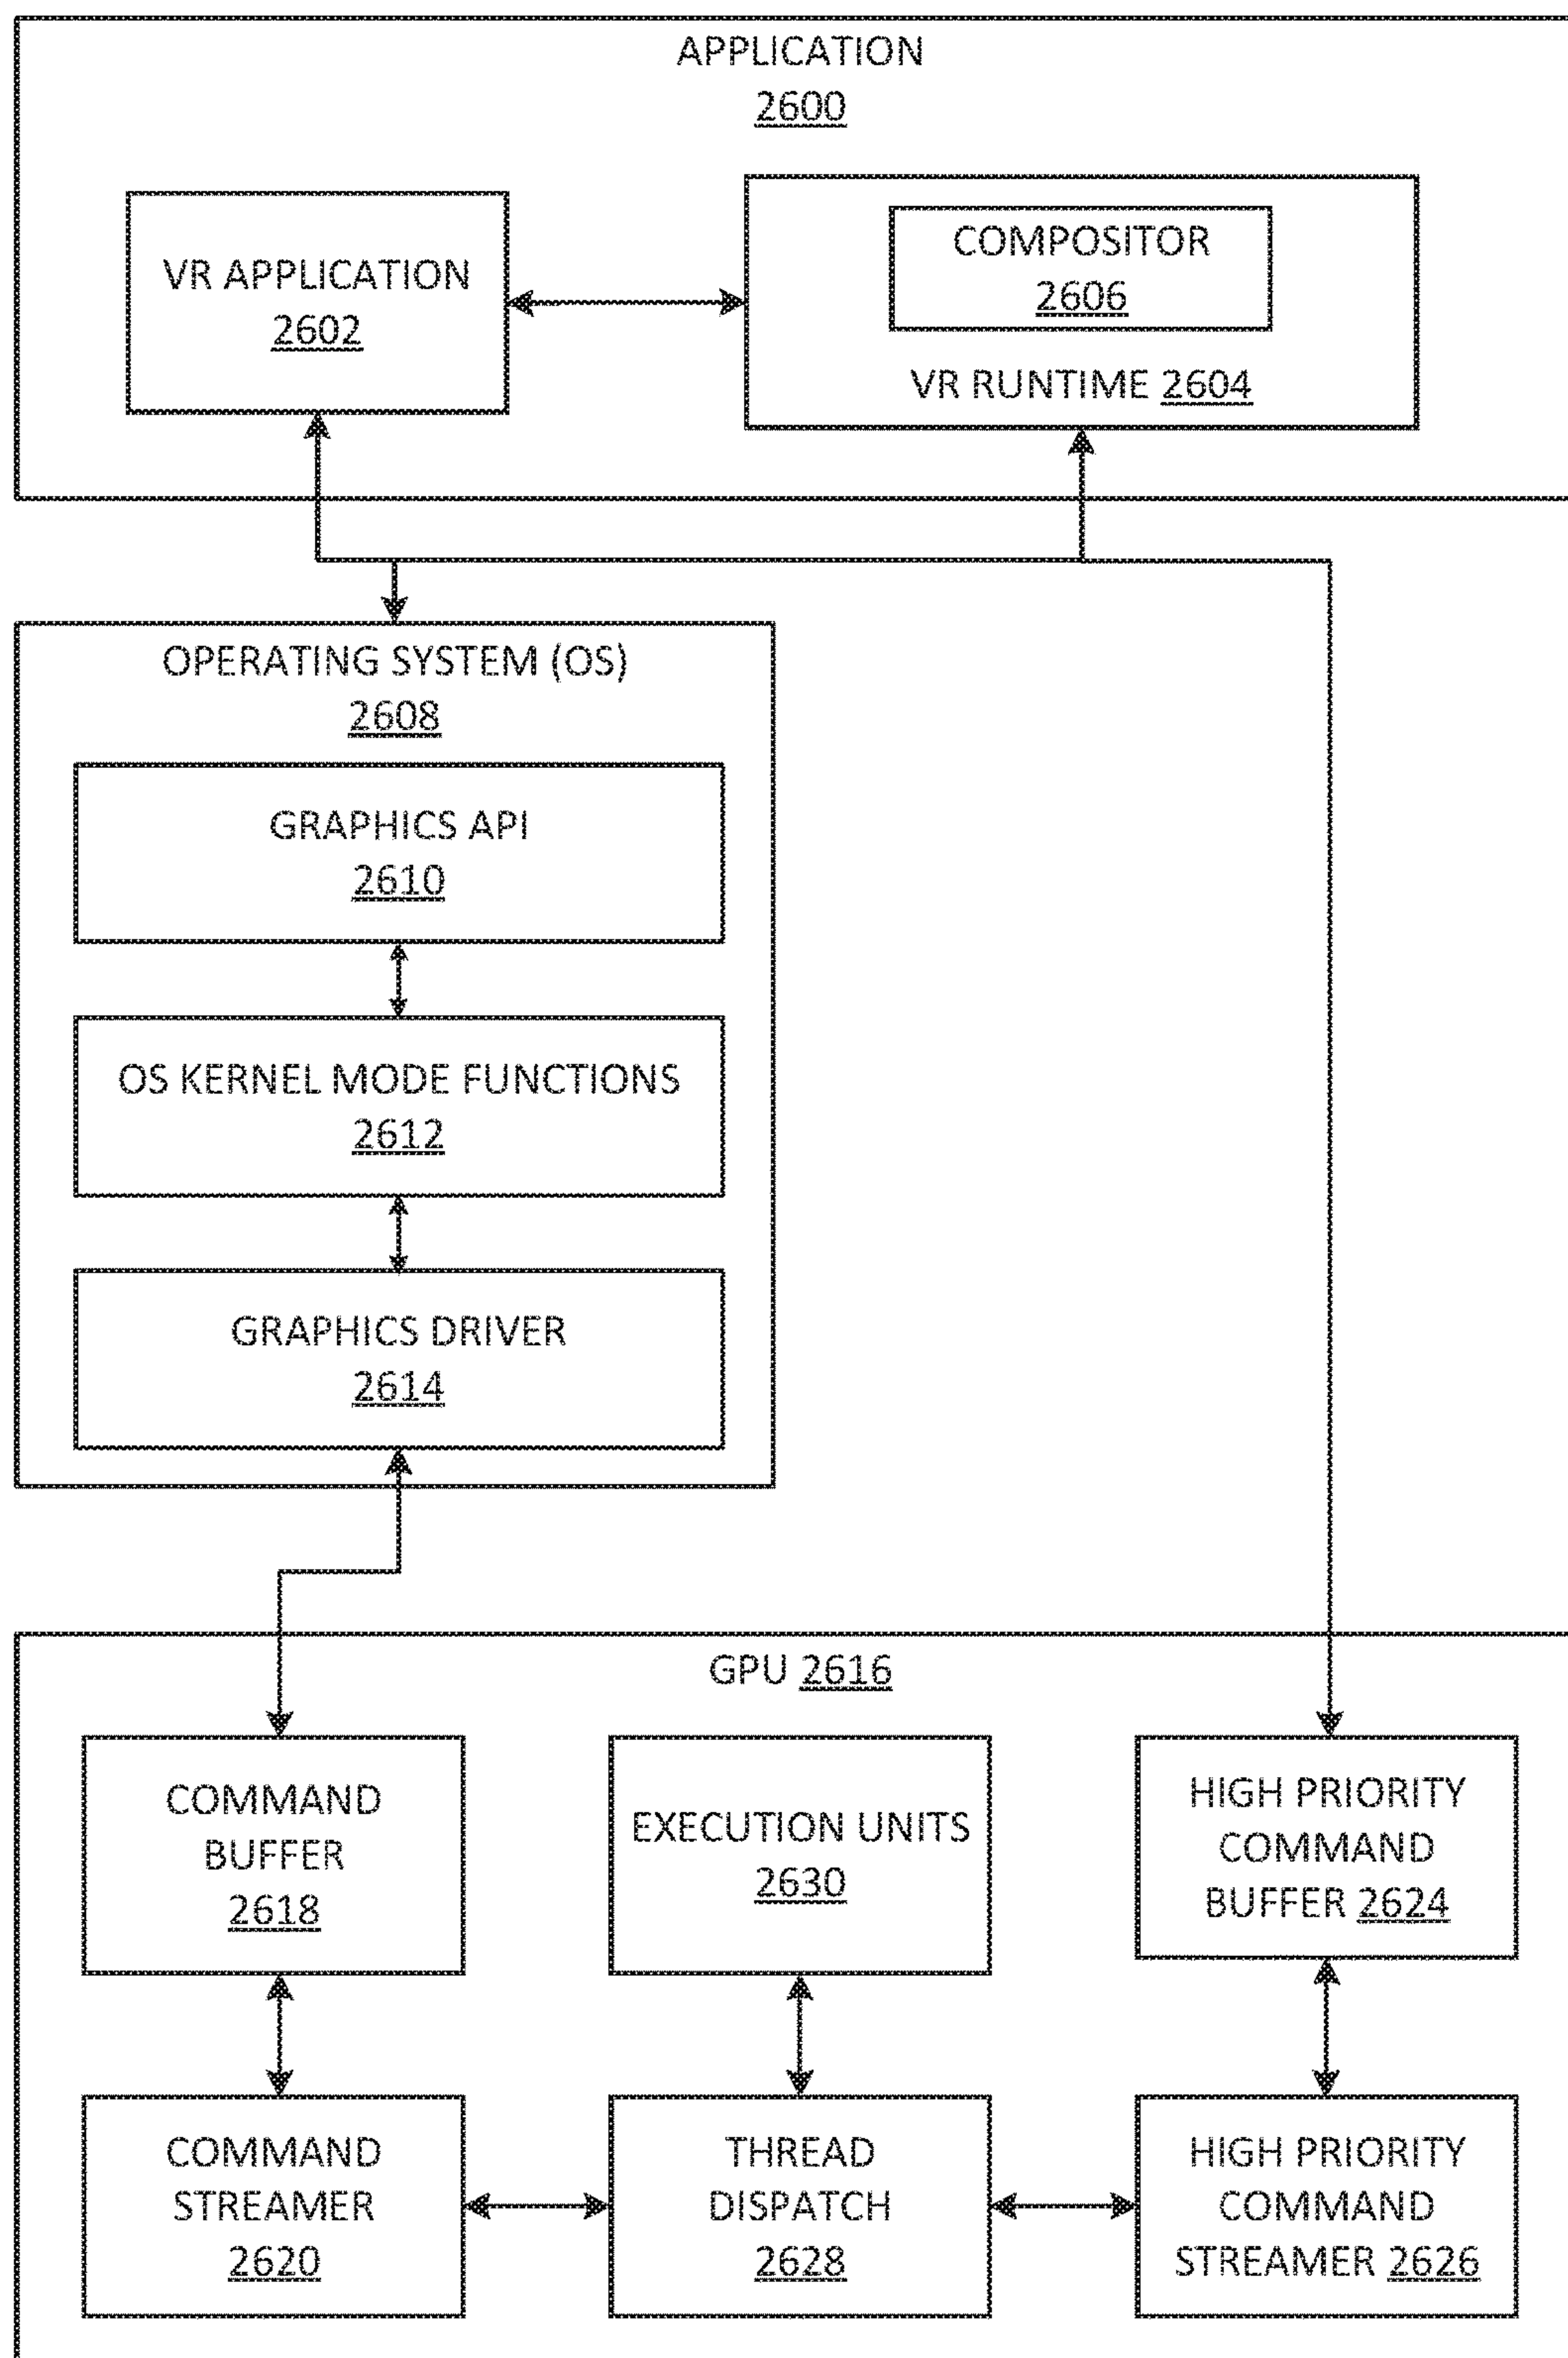 APPLICATION
2600
VR APPLICATION
2602
COMPOSITOR
2606
VR RUNTIME 2604
OPERATING SYSTEM (OS)
2608
GRAPHICS API
2610
OS KERNEL MODE FUNCTIONS
2612
GRAPHICS DRIVER
2614
GPU 2616
COMMAND
BUFFER
2618
EXECUTION UNITS
2630
HIGH PRIORITY
COMMAND
BUFFER 2624
COMMAND
STREAMER
2620
THREAD
DISPATCH
2628
HIGH PRIORITY
COMMAND
STREAMER 2626